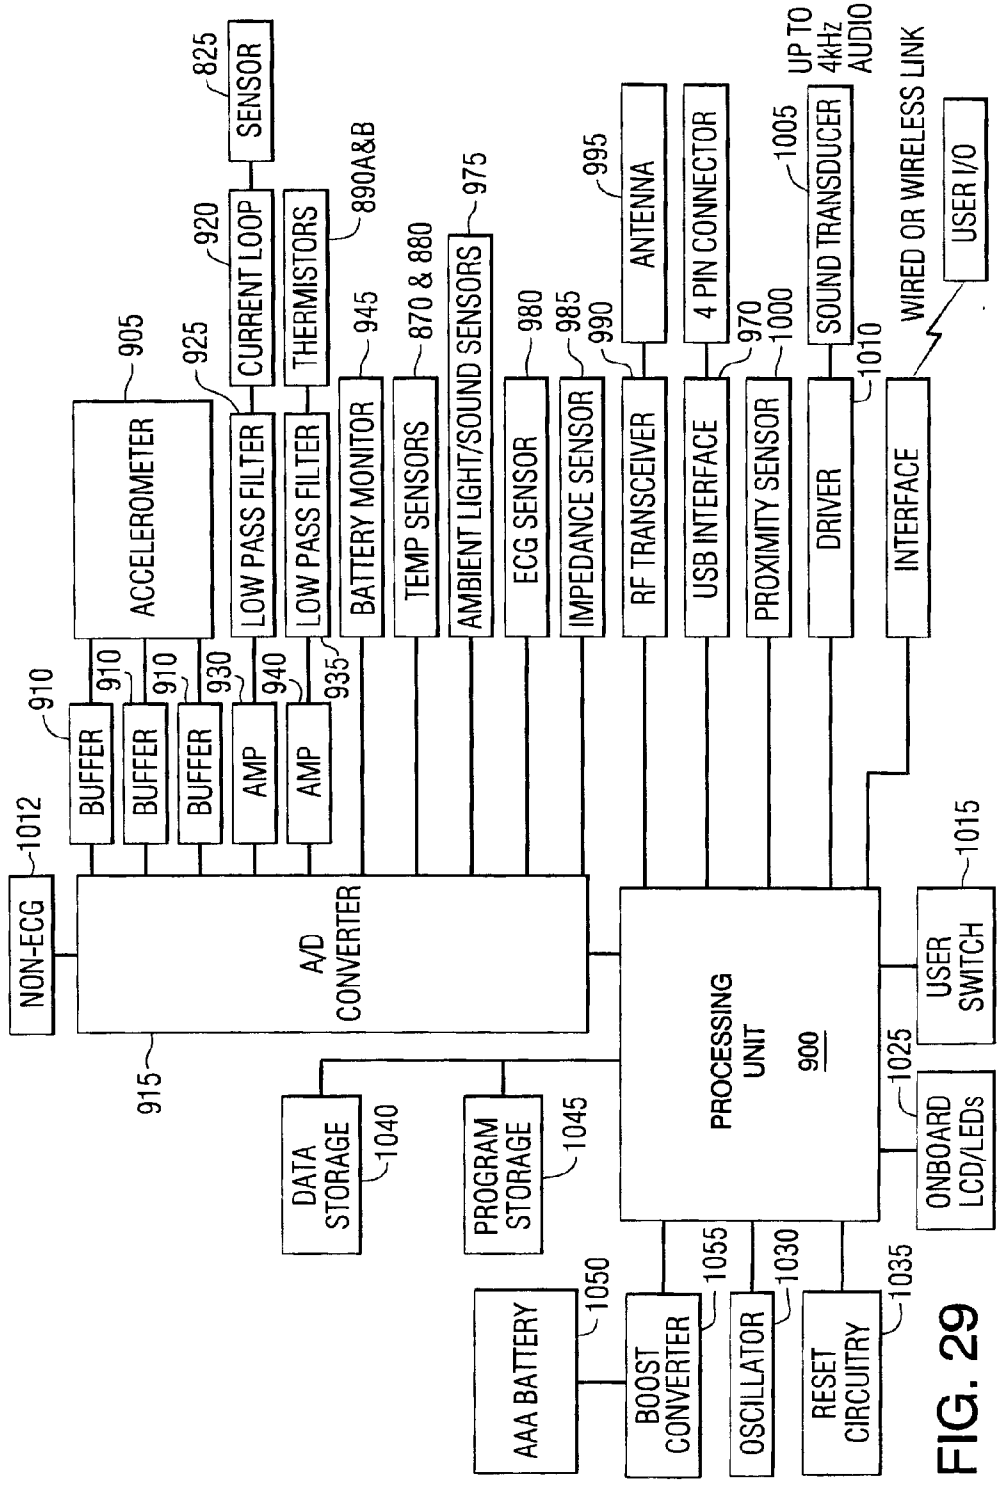 NON-ECG
1012
915
A/D
CONVERTER
BUFFER
910
BUFFER
910
BUFFER
910
AMP
930
AMP
940
ACCELEROMETER
905
LOW PASS FILTER
925
CURRENT LOOP
920
SENSOR
825
LOW PASS FILTER
935
THERMISTORS
890A&B
BATTERY MONITOR
945
TEMP SENSORS
870 & 880
AMBIENT LIGHT/SOUND SENSORS
975
ECG SENSOR
980
IMPEDANCE SENSOR
985
RF TRANSCEIVER
990
ANTENNA
995
USB INTERFACE
970
4 PIN CONNECTOR
PROXIMITY SENSOR
1000
DRIVER
1010
SOUND TRANSDUCER
1005
UP TO
4kHz
AUDIO
INTERFACE
WIRED OR WIRELESS LINK
USER I/O
DATA
STORAGE
1040
PROGRAM
STORAGE
1045
PROCESSING
UNIT
900
USER
SWITCH
1015
ONBOARD
LCD/LEDs
1025
AAA BATTERY
1050
BOOST
CONVERTER
1055
OSCILLATOR
1030
RESET
CIRCUITRY
1035
FIG. 29